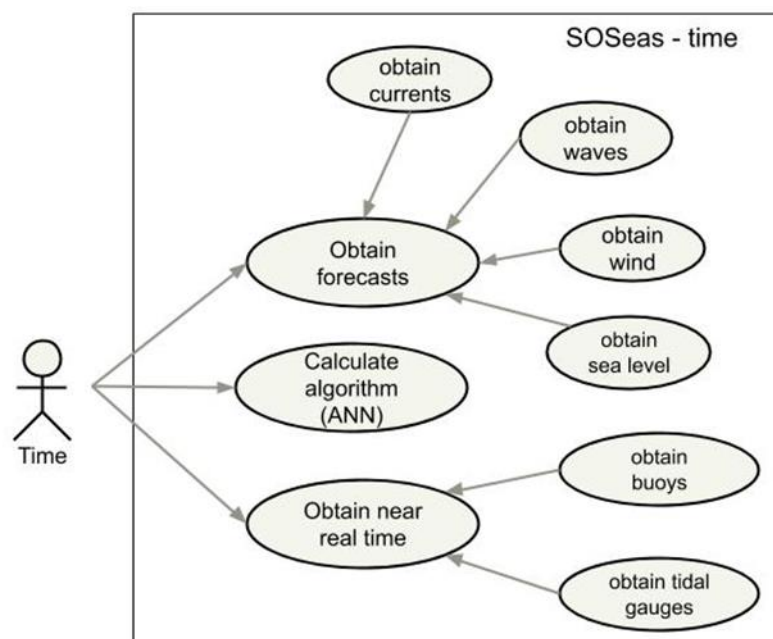 SOSeas - time
obtain
currents
obtain
waves
Obtain
forecasts
obtain
wind
obtain
sea level
Calculate
algorithm
(ANN)
Time
obtain
buoys
Obtain near
real time
obtain tidal
gauges